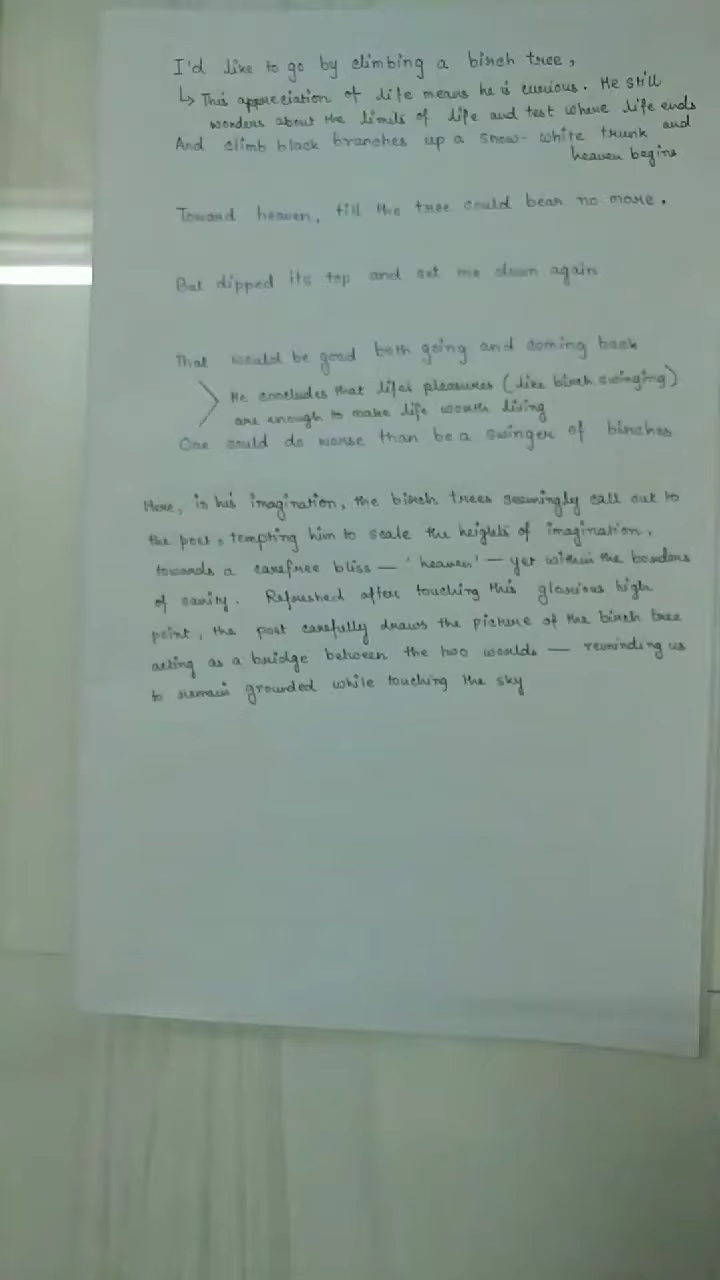 I'd like to go by climbing a birch tree,
↳ This appreciation of life means he is curious. He still
wonders about the limits of life and test where life ends
And climb black branches up a snow-white trunk and
heaven begins
Toward heaven, till the tree could bear no more.
But dipped its top and set me down again
That would be good both going and coming back
He concludes that life's pleasures (like birch swinging)
are enough to make life worth living
One could do worse than be a swinger of birches
Here, in his imagination, the birch trees seemingly call out to
the poet, tempting him to scale the heights of imagination,
towards a carefree bliss — 'heaven' — yet within the borders
of sanity. Refreshed after touching this glorious high
point, the poet carefully draws the picture of the birch tree
acting as a bridge between the two worlds — reminding us
to remain grounded while touching the sky